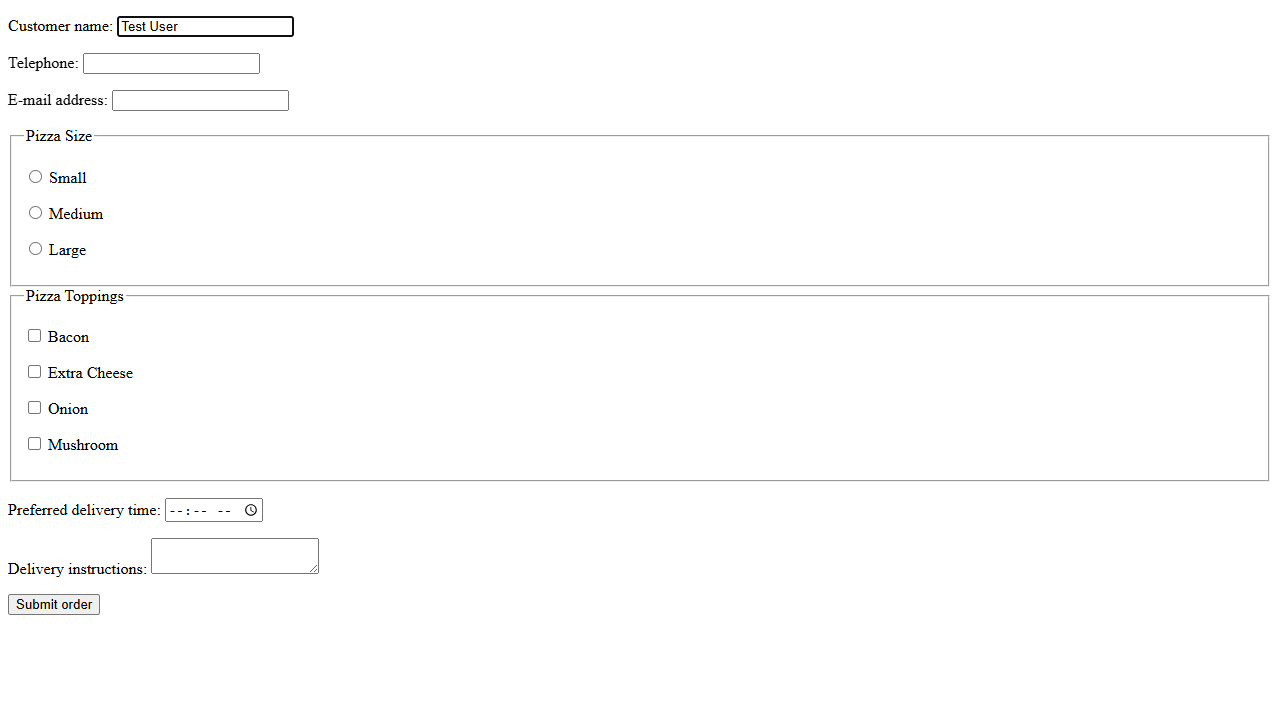 Customer name: Test User
Telephone:
E-mail address:
Pizza Size
Small
Medium
Large
Pizza Toppings
Bacon
Extra Cheese
Onion
Mushroom
Preferred delivery time: --:-- --
Delivery instructions:
Submit order